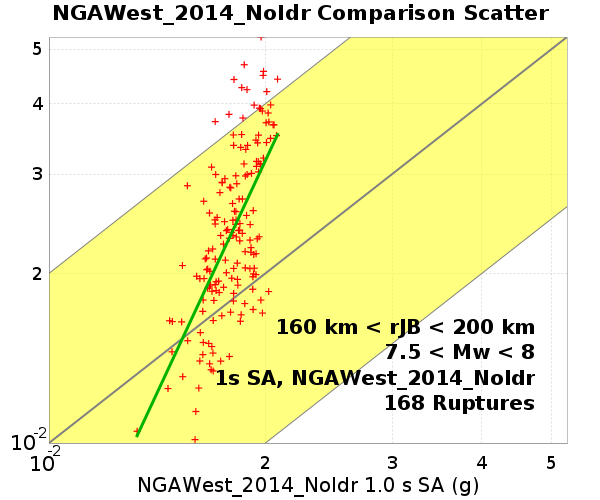 NGAWest_2014_NoIdr Comparison Scatter
5
4
3
2
10-2
160 km < rJB < 200 km
7.5 < Mw < 8
1s SA, NGAWest_2014_NoIdr
168 Ruptures
10-2 2 3 4 5
NGAWest_2014_NoIdr 1.0 s SA (g)